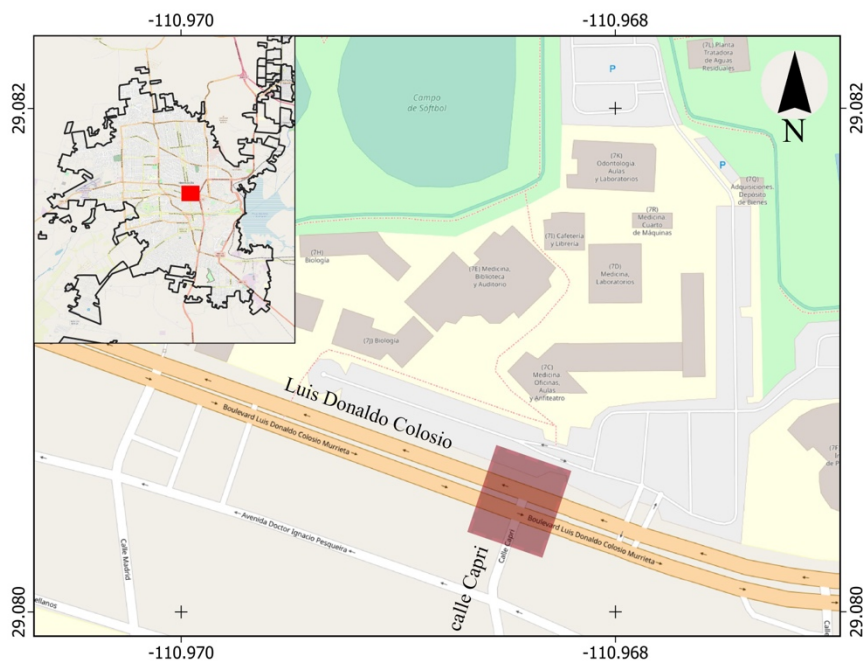 -110.970
-110.968
29.082
29.082
(7L) Planta
Tratadora
de Aguas
Residuales
P
N
Campo
de Softbol
(7K)
Odontología
Aulas
y Laboratorios
P
(7Q)
Adquisiciones,
Depósito
de Bienes
(7R)
Medicina
Cuarto
de Máquinas
(7I) Cafetería
y Librería
(7H)
Biología
(7E) Medicina,
Biblioteca
y Auditorio
(7D)
Medicina,
Laboratorios
(7J) Biología
(7C)
Medicina
Oficinas,
Aulas
y Anfiteatro
Luis Donaldo Colosio
Boulevard Luis Donaldo Colosio Murrieta
Boulevard Luis Donaldo Colosio Murrieta
Avenida Doctor Ignacio Pesqueira
Calle Madrid
Calle Capri
calle Capri
ellanos
29.080
29.080
-110.970
-110.968